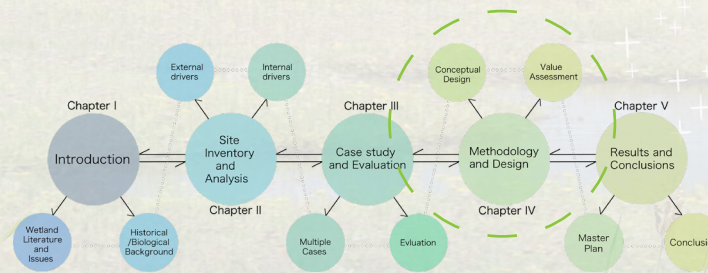 External
drivers
Internal
drivers
Conceptual
Design
Value
Assessment
Chapter I
Chapter III
Chapter V
Introduction
Site
Inventory
and
Analysis
Case study
and Evaluation
Methodology
and Design
Results and
Conclusions
Chapter II
Chapter IV
Wetland
Literature
and
Issues
Historical
/Biological
Background
Multiple
Cases
Evluation
Master
Plan
Conclusi